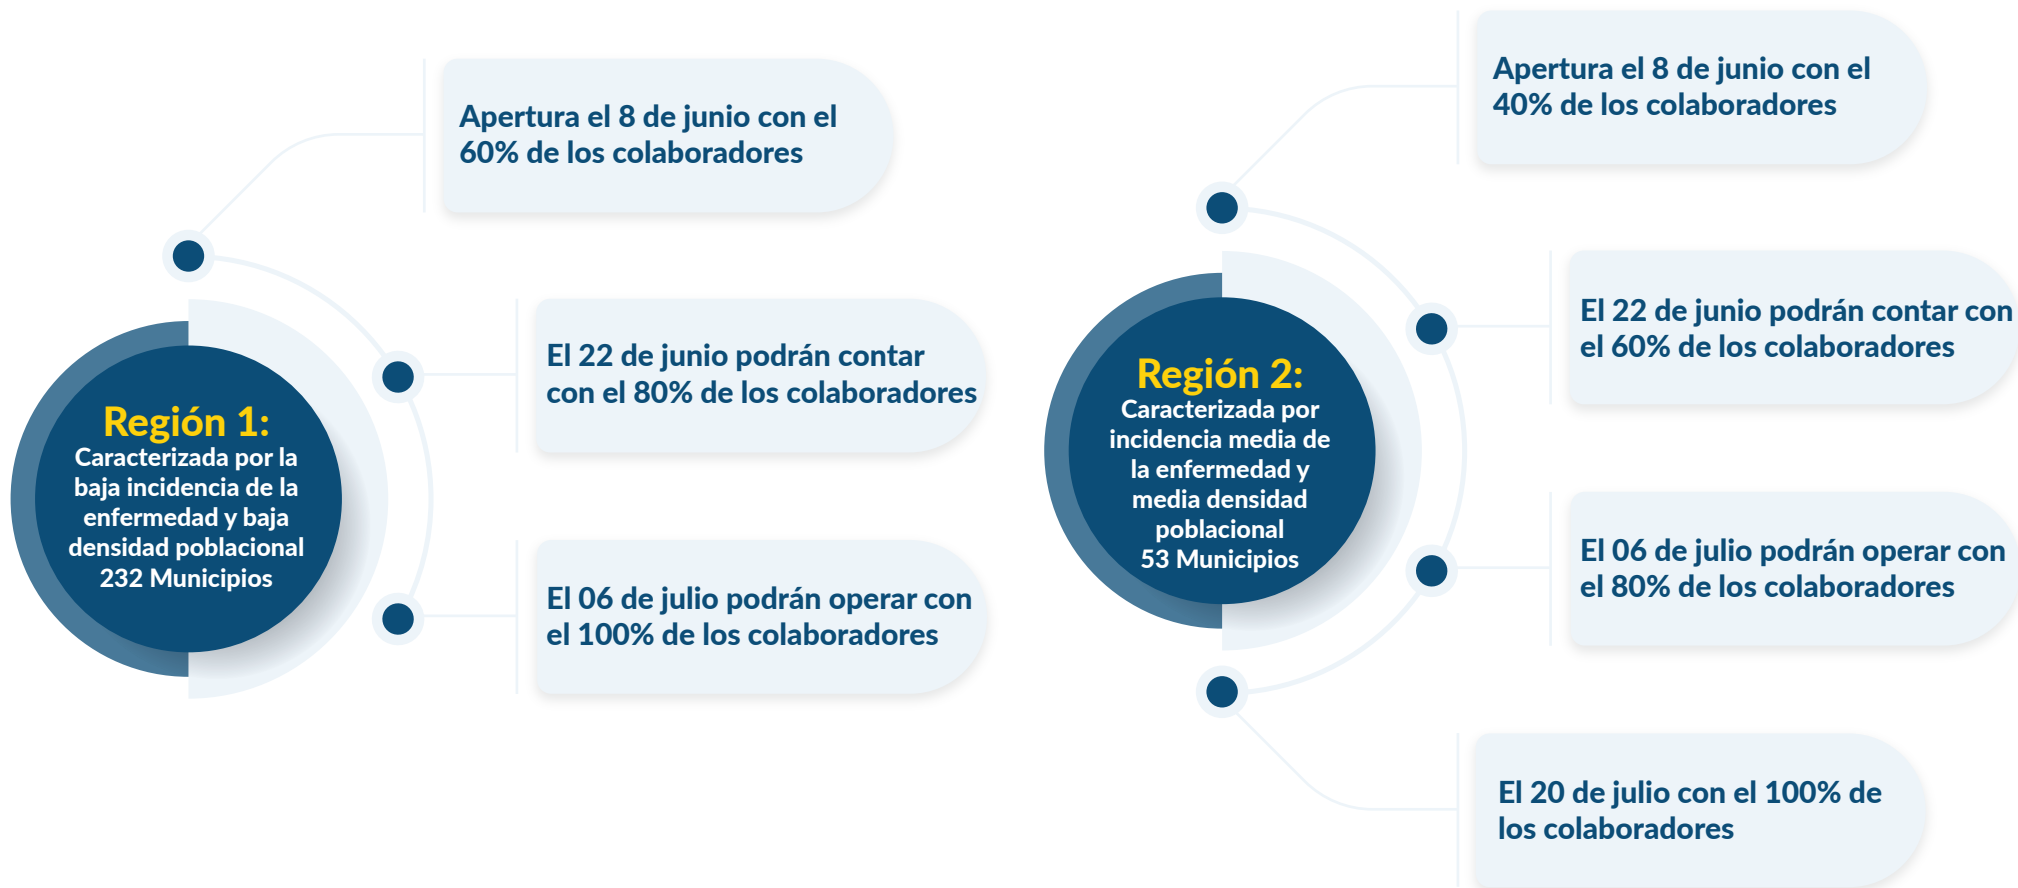 Región 1:
Caracterizada por la
baja incidencia de la
enfermedad y baja
densidad poblacional
232 Municipios
Apertura el 8 de junio con el
60% de los colaboradores
El 22 de junio podrán contar
con el 80% de los colaboradores
El 06 de julio podrán operar con
el 100% de los colaboradores
Región 2:
Caracterizada por
incidencia media de
la enfermedad y
media densidad
poblacional
53 Municipios
Apertura el 8 de junio con el
40% de los colaboradores
El 22 de junio podrán contar con
el 60% de los colaboradores
El 06 de julio podrán operar con
el 80% de los colaboradores
El 20 de julio con el 100% de
los colaboradores